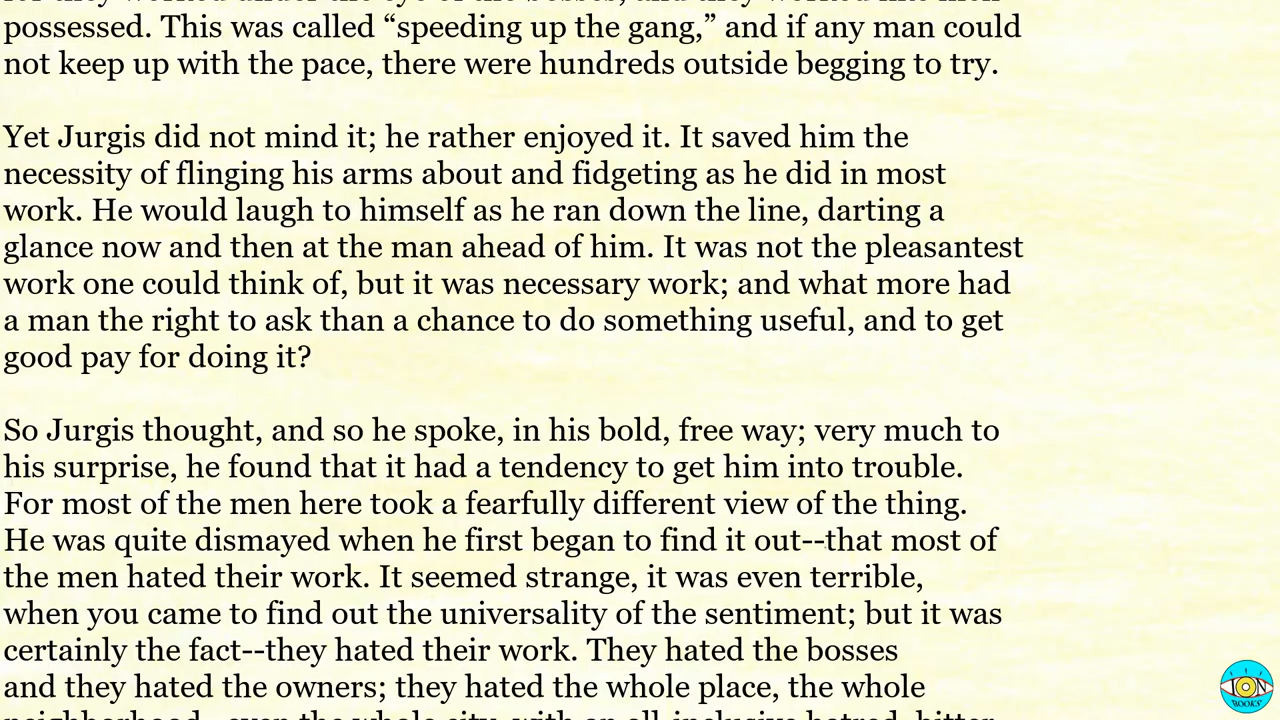 possessed. This was called “speeding up the gang,” and if any man could
not keep up with the pace, there were hundreds outside begging to try.
Yet Jurgis did not mind it; he rather enjoyed it. It saved him the
necessity of flinging his arms about and fidgeting as he did in most
work. He would laugh to himself as he ran down the line, darting a
glance now and then at the man ahead of him. It was not the pleasantest
work one could think of, but it was necessary work; and what more had
a man the right to ask than a chance to do something useful, and to get
good pay for doing it?
So Jurgis thought, and so he spoke, in his bold, free way; very much to
his surprise, he found that it had a tendency to get him into trouble.
For most of the men here took a fearfully different view of the thing.
He was quite dismayed when he first began to find it out--that most of
the men hated their work. It seemed strange, it was even terrible,
when you came to find out the universality of the sentiment; but it was
certainly the fact--they hated their work. They hated the bosses
and they hated the owners; they hated the whole place, the whole
ION
BOOKS